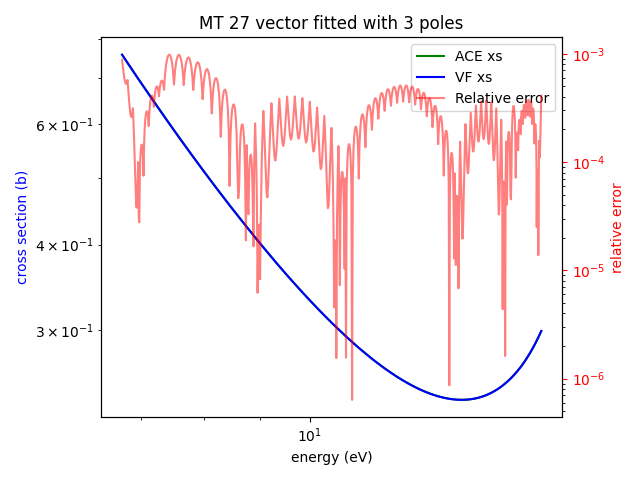 MT 27 vector fitted with 3 poles
ACE xs
VF xs
Relative error
6 × 10⁻¹
4 × 10⁻¹
3 × 10⁻¹
cross section (b)
10⁻³
10⁻⁴
10⁻⁵
10⁻⁶
relative error
10¹
energy (eV)